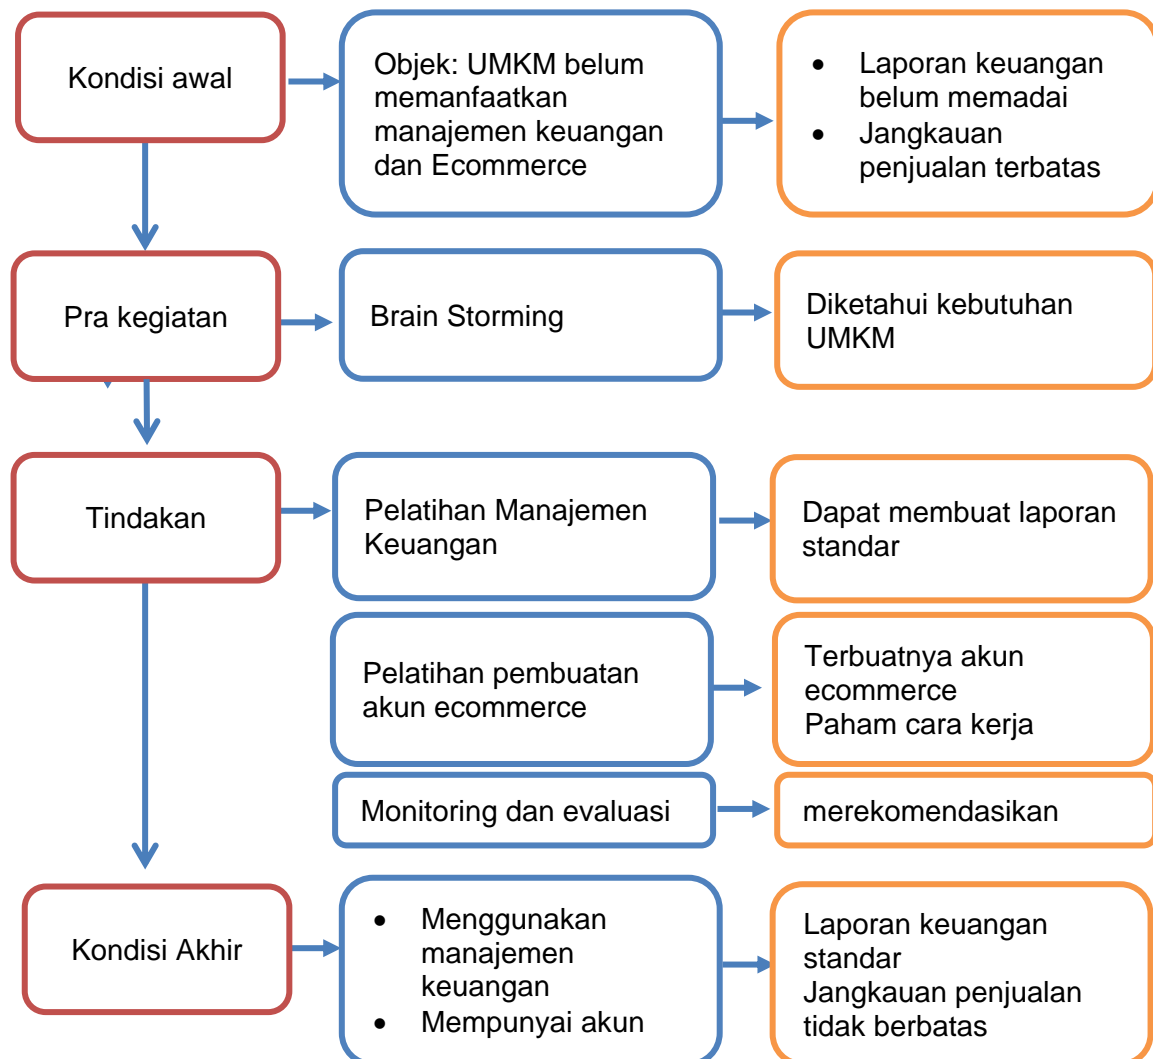 Kondisi awal
Objek: UMKM belum
memanfaatkan
manajemen keuangan
dan Ecommerce
• Laporan keuangan
belum memadai
• Jangkauan
penjualan terbatas
Pra kegiatan
Brain Storming
Diketahui kebutuhan
UMKM
Tindakan
Pelatihan Manajemen
Keuangan
Dapat membuat laporan
standar
Pelatihan pembuatan
akun ecommerce
Terbuatnya akun
ecommerce
Paham cara kerja
Monitoring dan evaluasi
merekomendasikan
Kondisi Akhir
• Menggunakan
manajemen
keuangan
• Mempunyai akun
Laporan keuangan
standar
Jangkauan penjualan
tidak berbatas